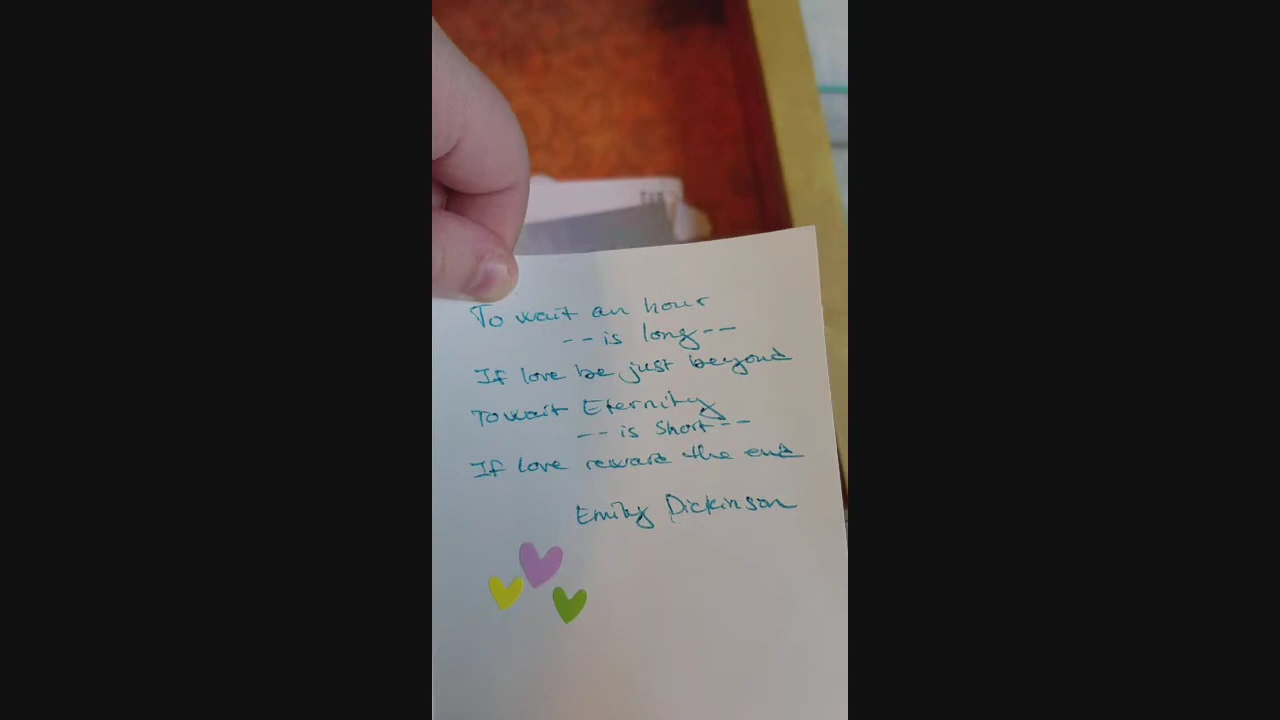 To wait an hour
-- is long --
If love be just beyond
To wait Eternity
-- is short --
If love reward the end
Emily Dickinson